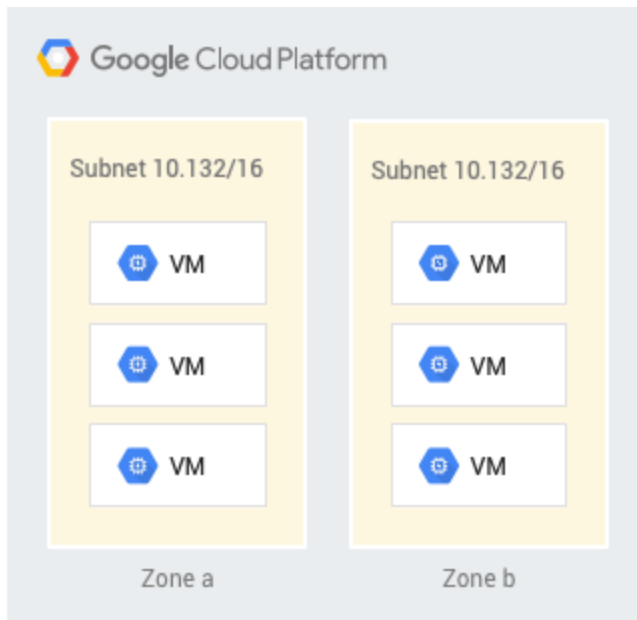 Google Cloud Platform
Subnet 10.132/16
VM
VM
VM
Zone a
Subnet 10.132/16
VM
VM
VM
Zone b